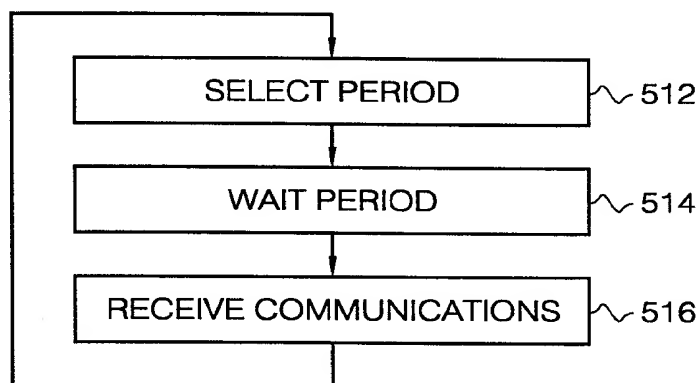 SELECT PERIOD 512
WAIT PERIOD 514
RECEIVE COMMUNICATIONS 516